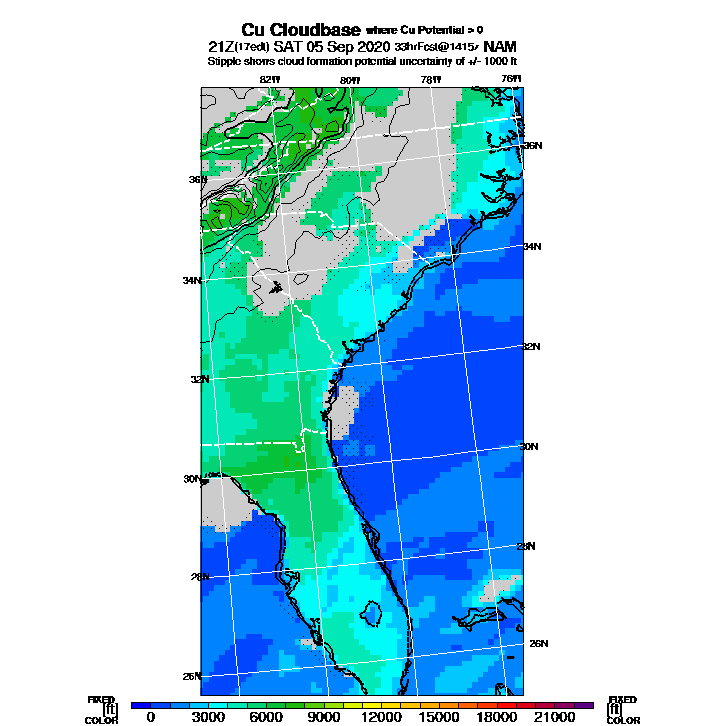 Cu Cloudbase where Cu Potential > 0
21Z(17edt) SAT 05 Sep 2020 33hrFcst@1415z NAM
Stipple shows cloud formation potential uncertainty of +/- 1000 ft
82W 80W 78W 76W
36N
36N
34N
34N
32N
32N
30N
30N
28N
28N
26N
26N
FIXED FIXED
[ft] [ft]
COLOR COLOR
0 3000 6000 9000 12000 15000 18000 21000